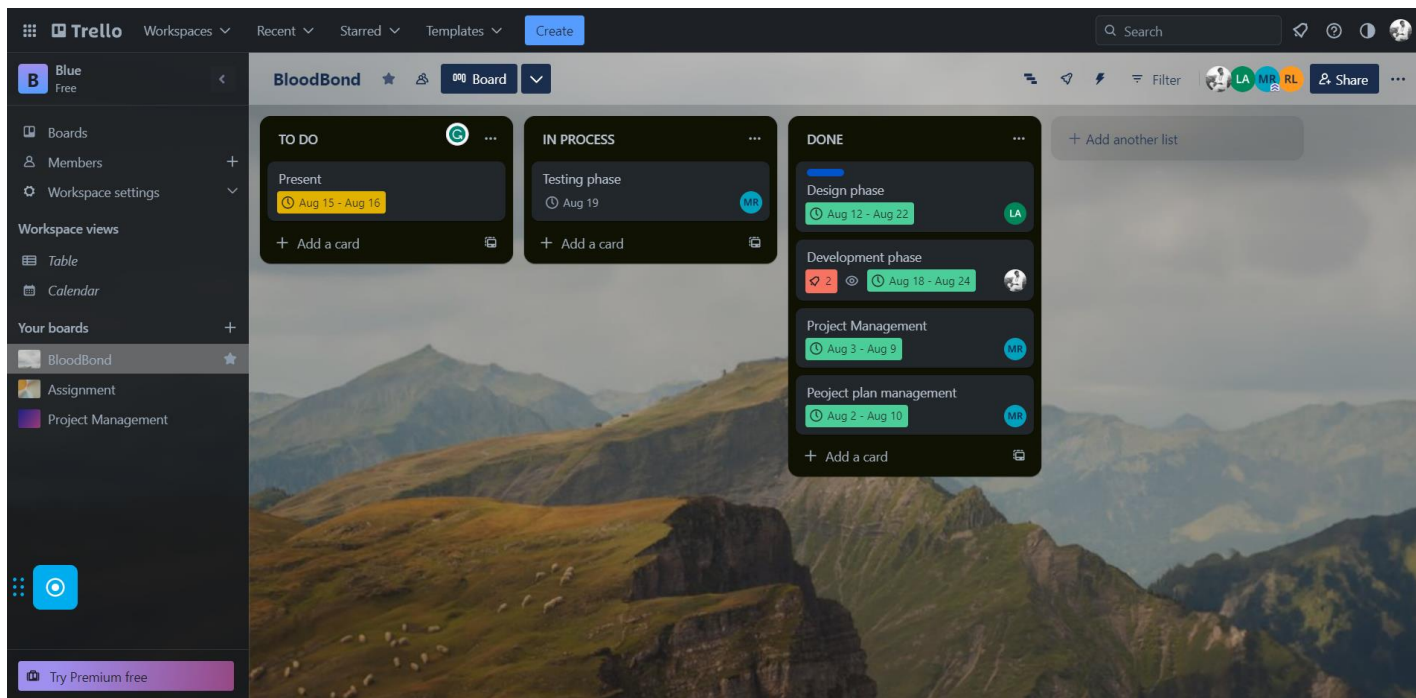 Trello Workspaces Recent Starred Templates Create Search
B Blue
Free
BloodBond Board Filter LA MR RL Share
Boards
Members
Workspace settings
Workspace views
Table
Calendar
Your boards
BloodBond
Assignment
Project Management
Try Premium free
TO DO
Present
Aug 15 - Aug 16
+ Add a card
IN PROCESS
Testing phase
Aug 19 MR
+ Add a card
DONE
Design phase
Aug 12 - Aug 22 LA
Development phase
2 Aug 18 - Aug 24
Project Management
Aug 3 - Aug 9 MR
Peoject plan management
Aug 2 - Aug 10 MR
+ Add a card
+ Add another list